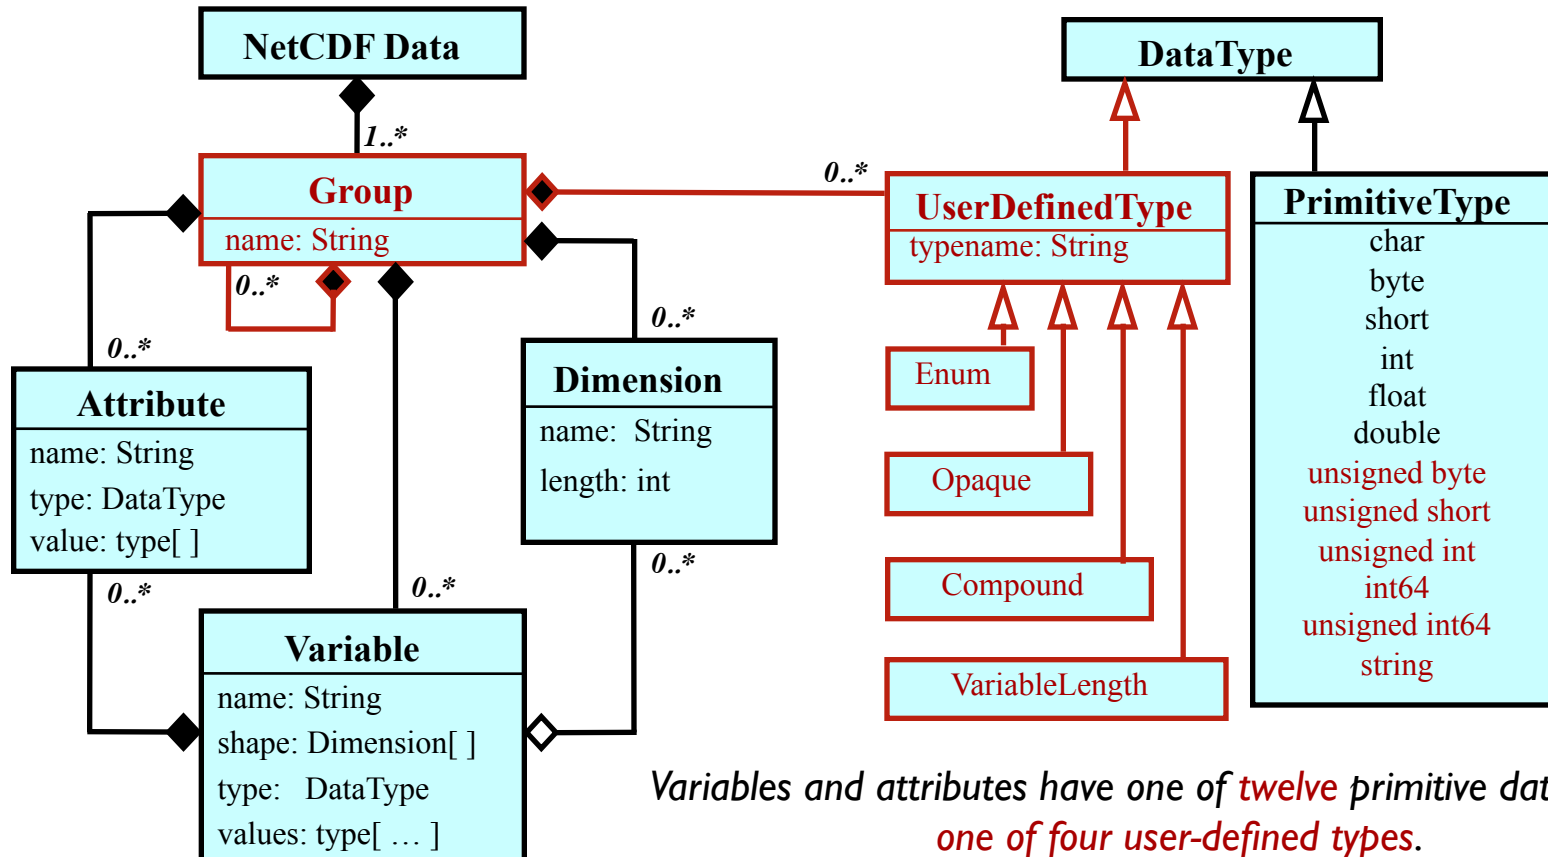 NetCDF Data
1..*
Group
name: String
0..*
0..*
0..*
Attribute
name: String
type: DataType
value: type[ ]
0..*
0..*
Dimension
name: String
length: int
0..*
0..*
Variable
name: String
shape: Dimension[ ]
type: DataType
values: type[ … ]
DataType
UserDefinedType
typename: String
Enum
Opaque
Compound
VariableLength
PrimitiveType
char
byte
short
int
float
double
unsigned byte
unsigned short
unsigned int
int64
unsigned int64
string
Variables and attributes have one of twelve primitive dat
one of four user-defined types.